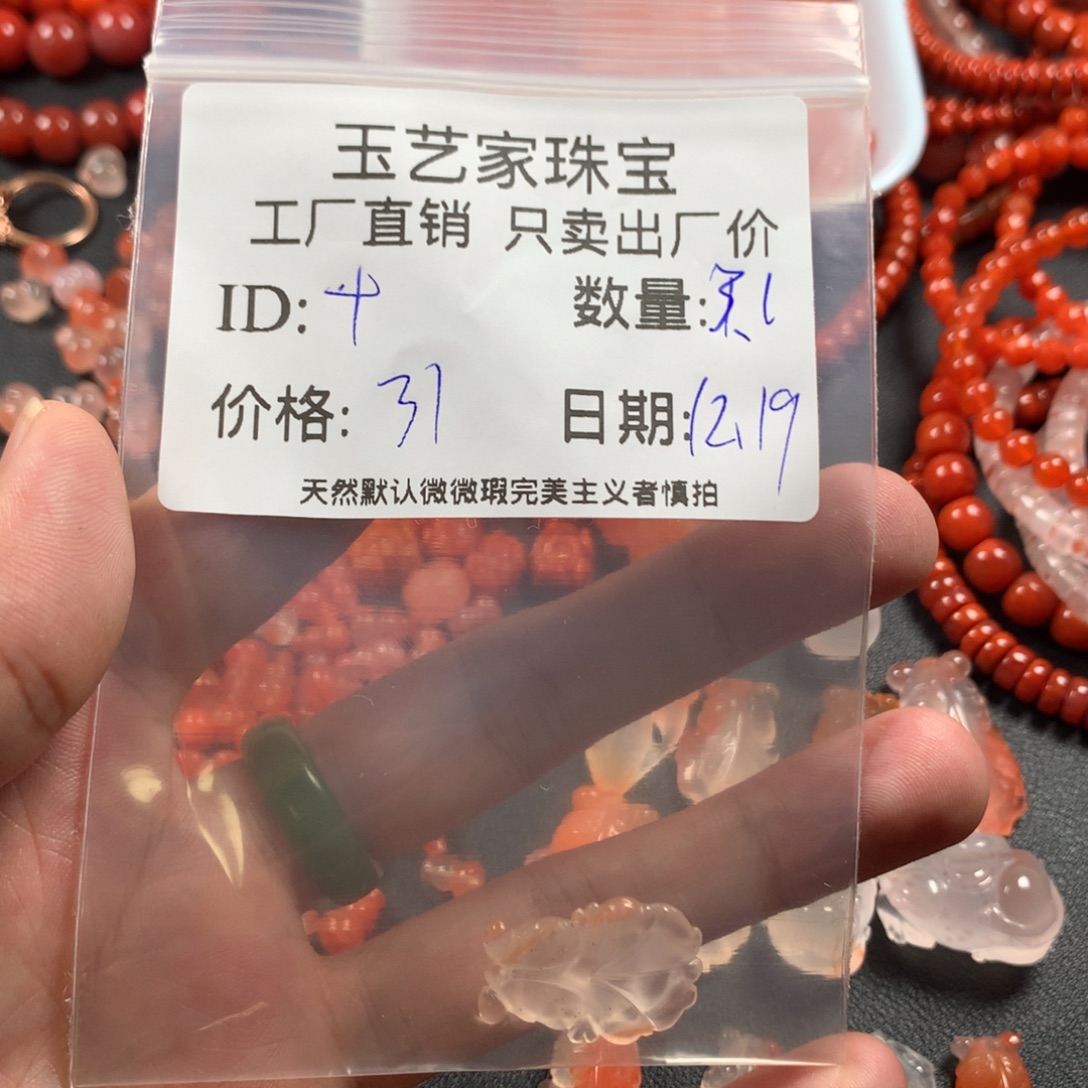 玉艺家珠宝
工厂直销 只卖出厂价
ID:
数量:
价格: 31 日期:12.19
天然默认微微瑕完美主义者慎拍